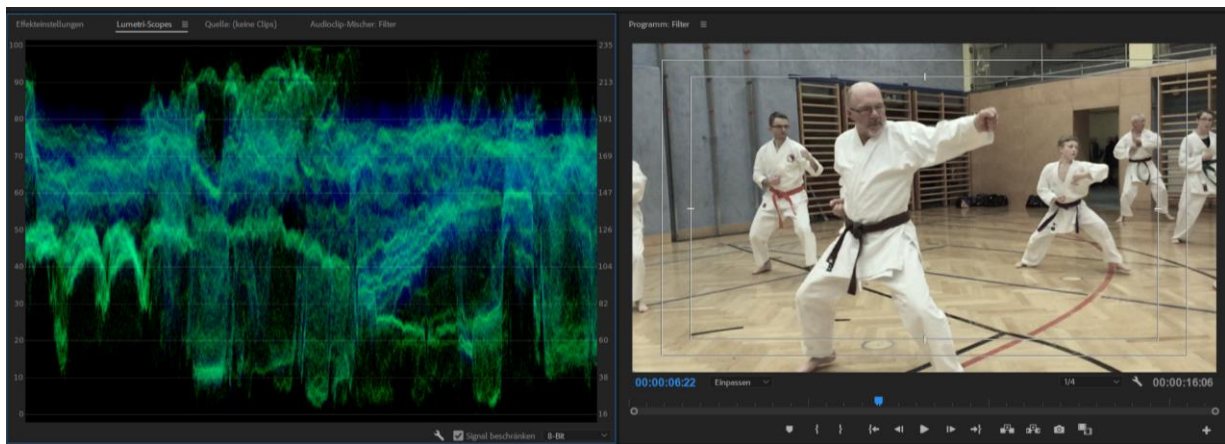 Effekteinstellungen Lumetri-Scopes Quelle: (keine Clips) Audioclip-Mischer: Filter
100 235
90 213
80 191
70 169
60 147
50 126
40 104
30 82
20 60
10 38
0 16
Signal beschränken 8-Bit
Programm: Filter
00:00:06:22 Einpassen 1/4 00:00:16:06